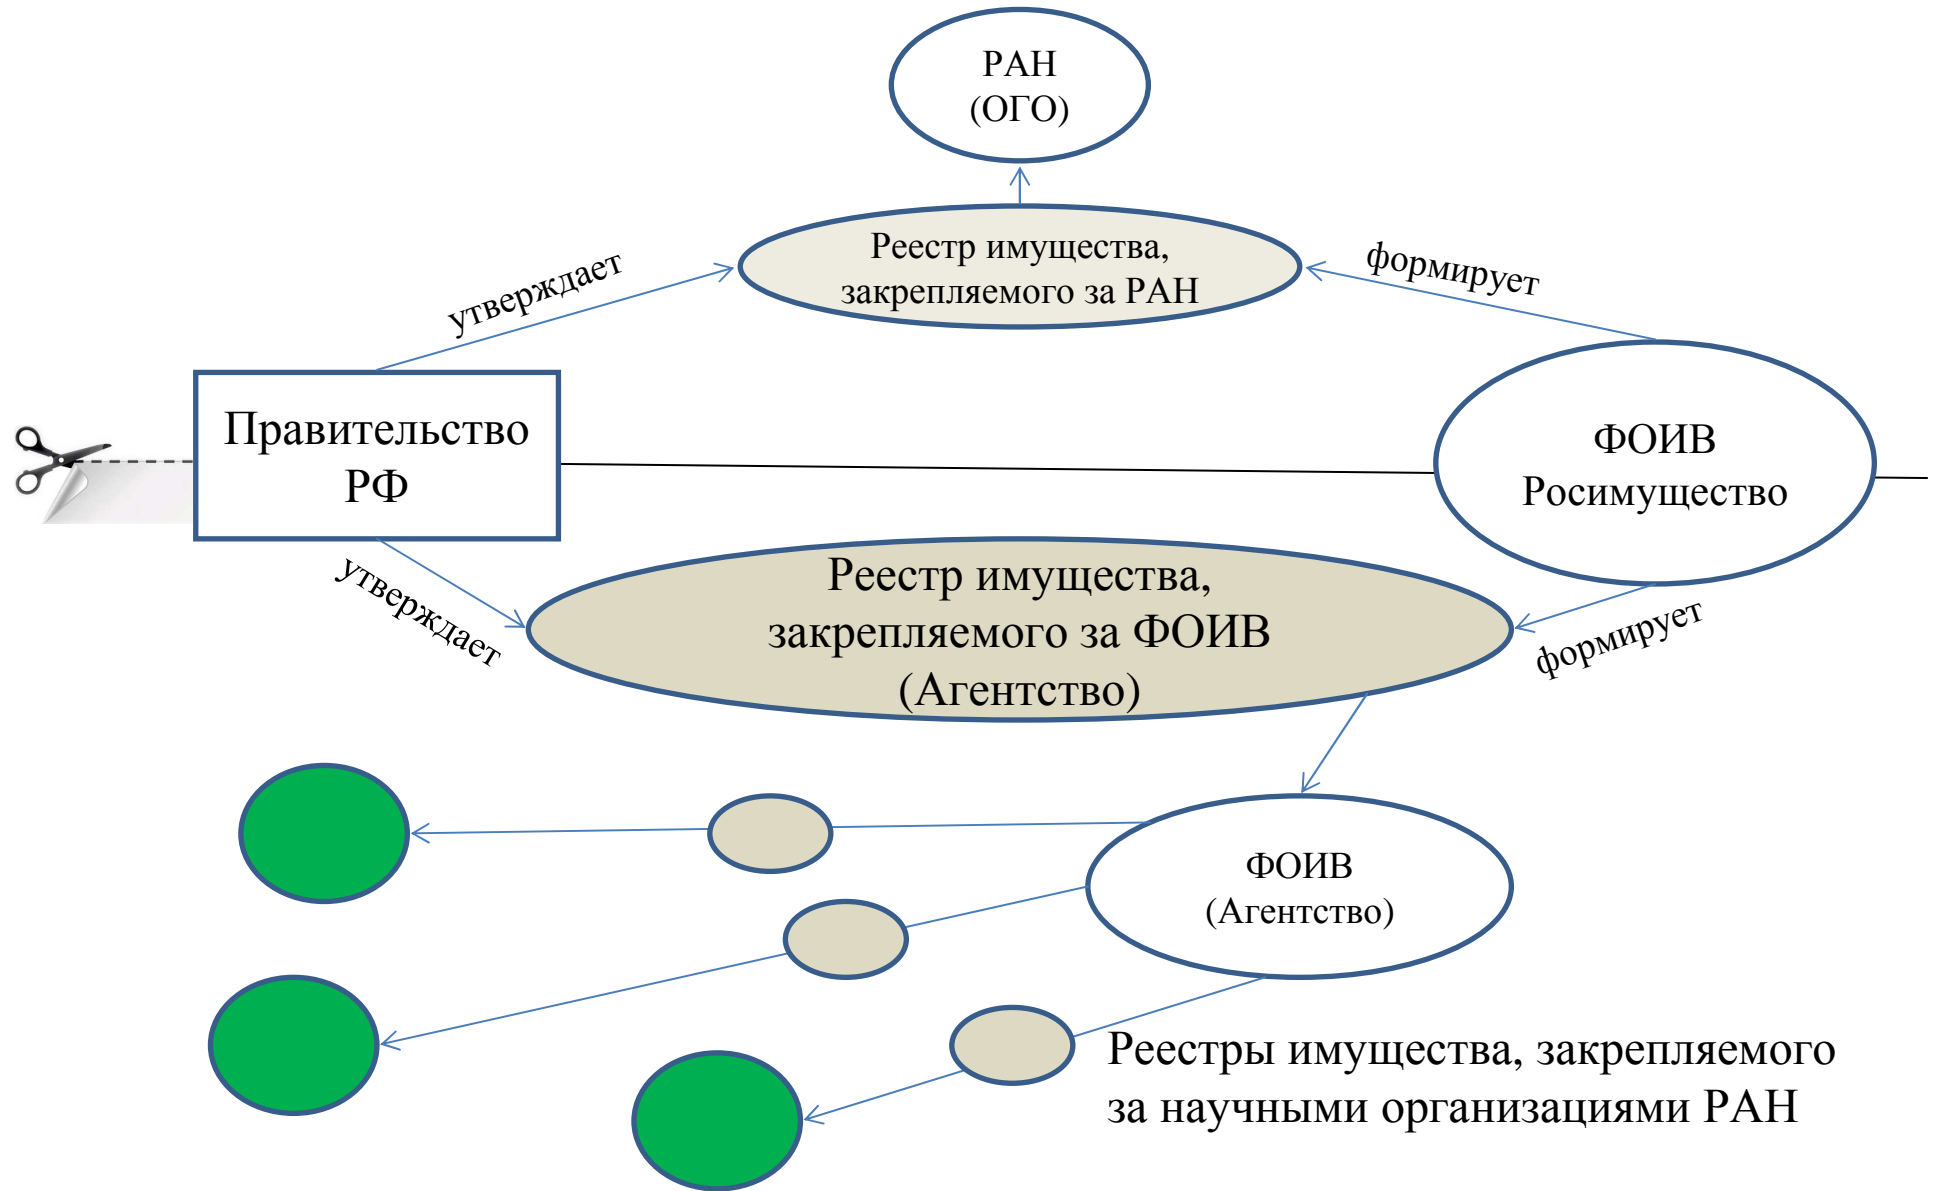 РАН
(ОГО)
Реестр имущества,
закрепляемого за РАН
утверждает
формирует
Правительство
РФ
ФОИВ
Росимущество
Реестр имущества,
закрепляемого за ФОИВ
(Агентство)
утверждает
формирует
ФОИВ
(Агентство)
Реестры имущества, закрепляемого
за научными организациями РАН